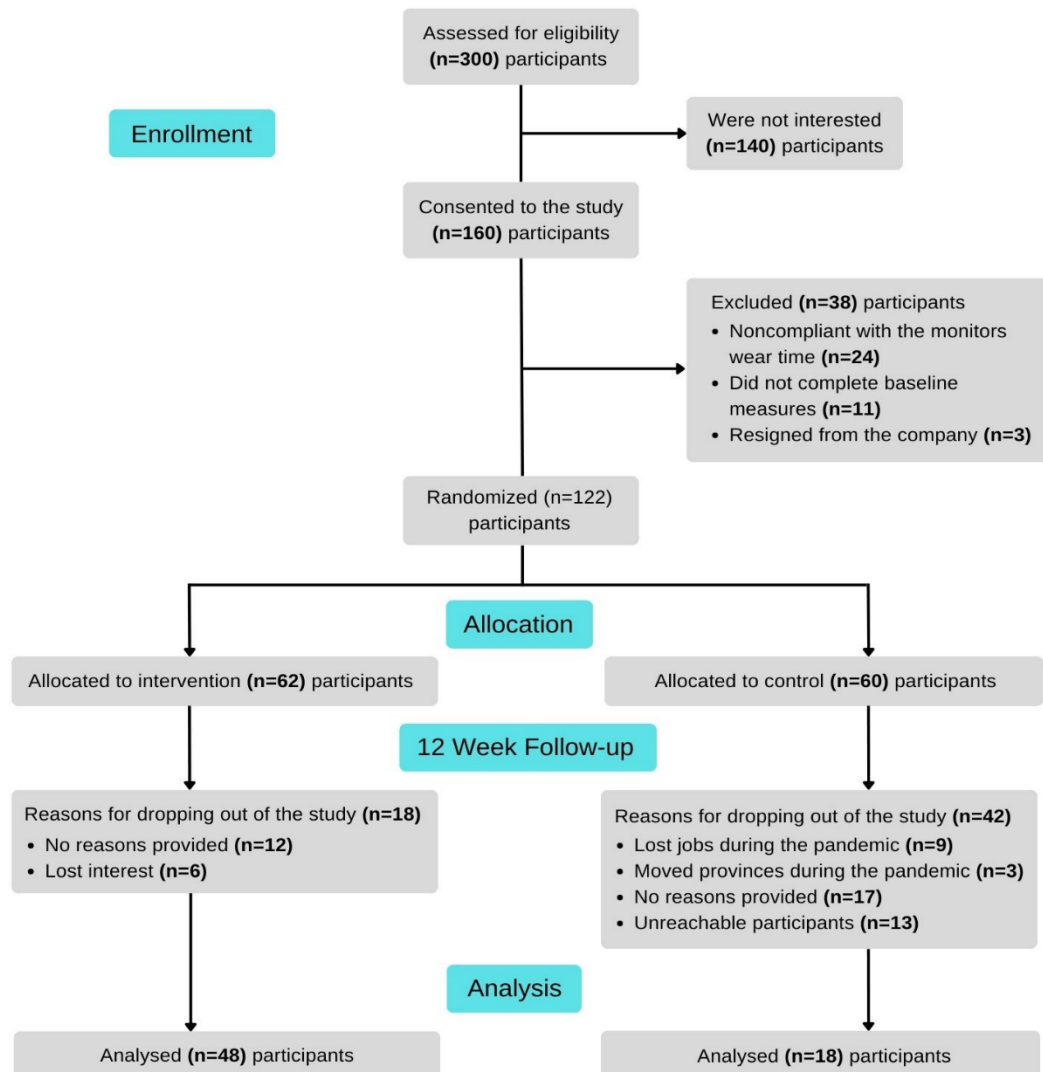 Assessed for eligibility
(n=300) participants
Enrollment
Were not interested
(n=140) participants
Consented to the study
(n=160) participants
Excluded (n=38) participants
• Noncompliant with the monitors
wear time (n=24)
• Did not complete baseline
measures (n=11)
• Resigned from the company (n=3)
Randomized (n=122)
participants
Allocation
Allocated to intervention (n=62) participants
Allocated to control (n=60) participants
12 Week Follow-up
Reasons for dropping out of the study (n=18)
• No reasons provided (n=12)
• Lost interest (n=6)
Reasons for dropping out of the study (n=42)
• Lost jobs during the pandemic (n=9)
• Moved provinces during the pandemic (n=3)
• No reasons provided (n=17)
• Unreachable participants (n=13)
Analysis
Analysed (n=48) participants
Analysed (n=18) participants